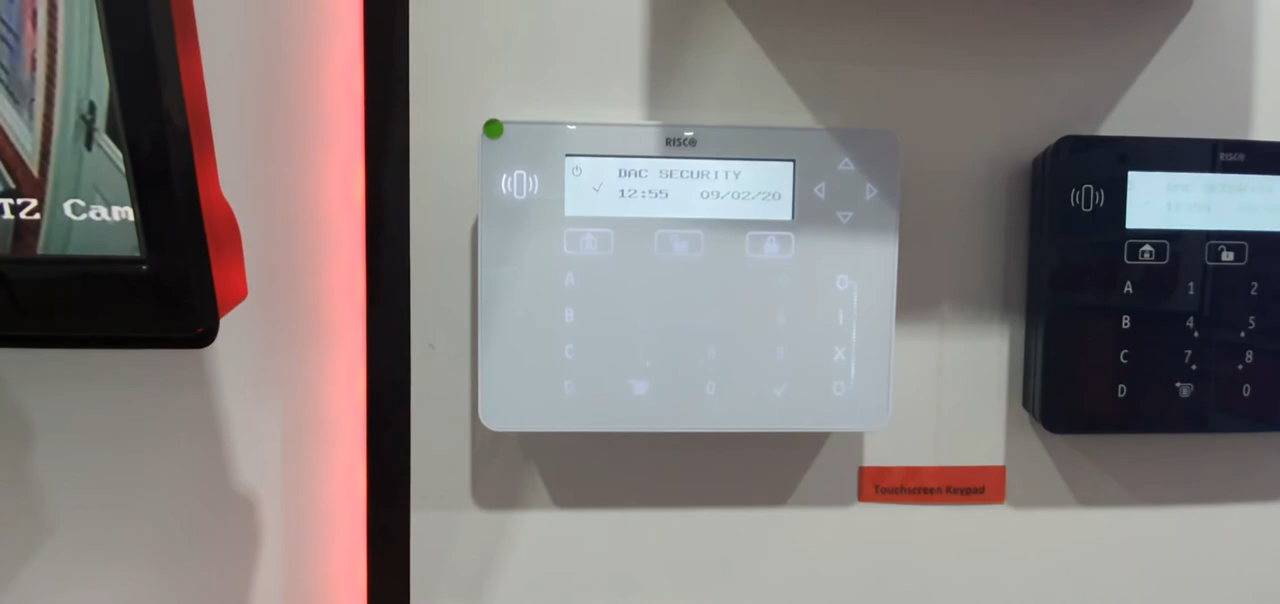 TZ Cam
RISCO
DAC SECURITY
12:55 09/02/20
A
B
C
D 0
Touchscreen Keypad
RISCO
A 1 2
B 4 5
C 7 8
D 0